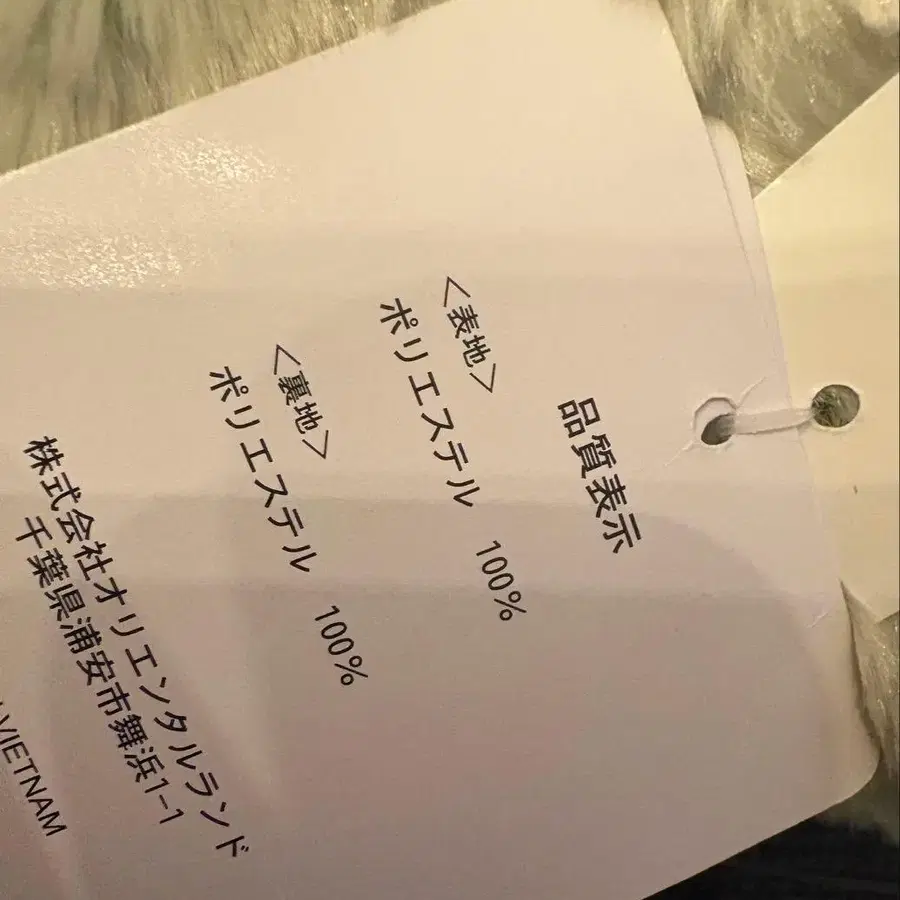 品質表示
<表地>
ポリエステル 100%
<裏地>
ポリエステル 100%
株式会社オリエンタルランド
千葉県浦安市舞浜1-1
VIETNAM